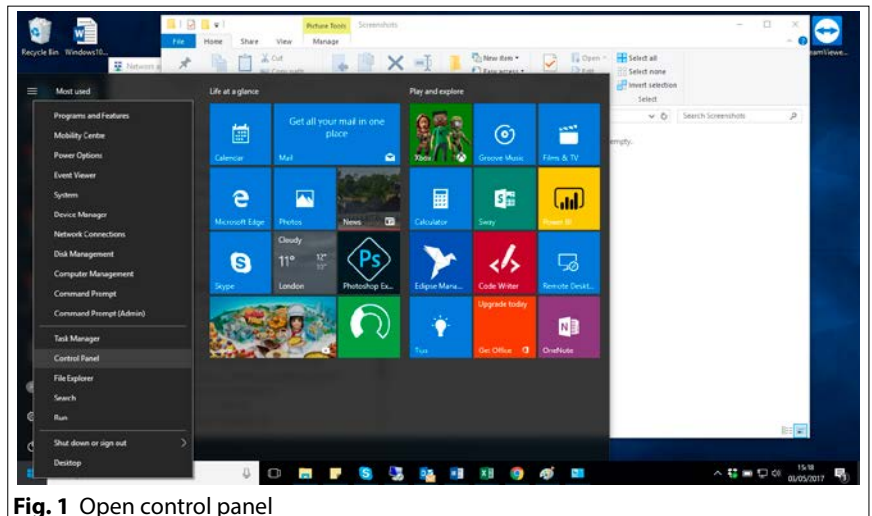 Picture Tools Screenshots
File Home Share View Manage
Recycle Bin Windows10...
Cut
New item
Open
Select all
Select none
Invert selection
Select
Search Screenshots
empty.
Most used
Programs and Features
Mobility Centre
Power Options
Event Viewer
System
Device Manager
Network Connections
Disk Management
Computer Management
Command Prompt
Command Prompt (Admin)
Task Manager
Control Panel
File Explorer
Search
Run
Shut down or sign out
Desktop
Life at a glance
Calendar
Get all your mail in one
place
Mail
Microsoft Edge
Photos
News
Skype
Cloudy
11° 12°
London
Ps
Photoshop Ex...
Play and explore
Xbox
Groove Music
Films & TV
Calculator
Sway
Power BI
Eclipse Mana...
Code Writer
Remote Deskt...
Tips
Upgrade today
Get Office
OneNote
15:18
03/05/2017
Fig. 1 Open control panel